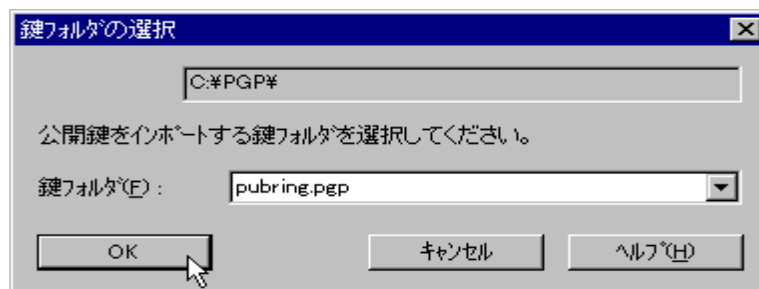 鍵ﾌｫﾙﾀﾞの選択
C:¥PGP¥
公開鍵をｲﾝﾎﾟｰﾄする鍵ﾌｫﾙﾀﾞを選択してください。
鍵ﾌｫﾙﾀﾞ(F) : pubring.pgp
OK ｷｬﾝｾﾙ ﾍﾙﾌﾟ(H)